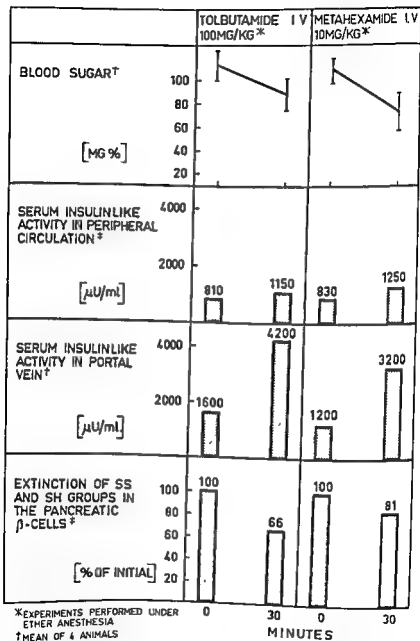 TOLBUTAMIDE I.V
100MG/KG*
METAHEXAMIDE I.V
10MG/KG*
BLOOD SUGAR†
[MG%]
100
80
60
40
20
SERUM INSULINLIKE
ACTIVITY IN PERIPHERAL
CIRCULATION‡
[µU/ml]
4000
2000
810
1150
830
1250
SERUM INSULINLIKE
ACTIVITY IN PORTAL
VEIN†
[µU/ml]
4000
2000
1600
4200
1200
3200
EXTINCTION OF SS
AND SH GROUPS IN
THE PANCREATIC
β-CELLS‡
[% OF INITIAL]
100
80
60
40
20
100
66
100
81
0
30
0
30
MINUTES
*EXPERIMENTS PERFORMED UNDER
ETHER ANESTHESIA
†MEAN OF 4 ANIMALS